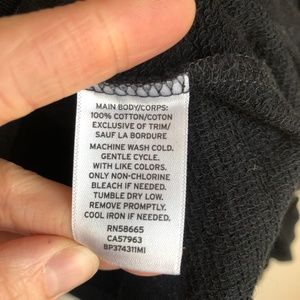 MAIN BODY/CORPS:
100% COTTON/COTON
EXCLUSIVE OF TRIM/
SAUF LA BORDURE
MACHINE WASH COLD.
GENTLE CYCLE.
WITH LIKE COLORS.
ONLY NON-CHLORINE
BLEACH IF NEEDED.
TUMBLE DRY LOW.
REMOVE PROMPTLY.
COOL IRON IF NEEDED.
RN58665
CA57963
BP374311MI